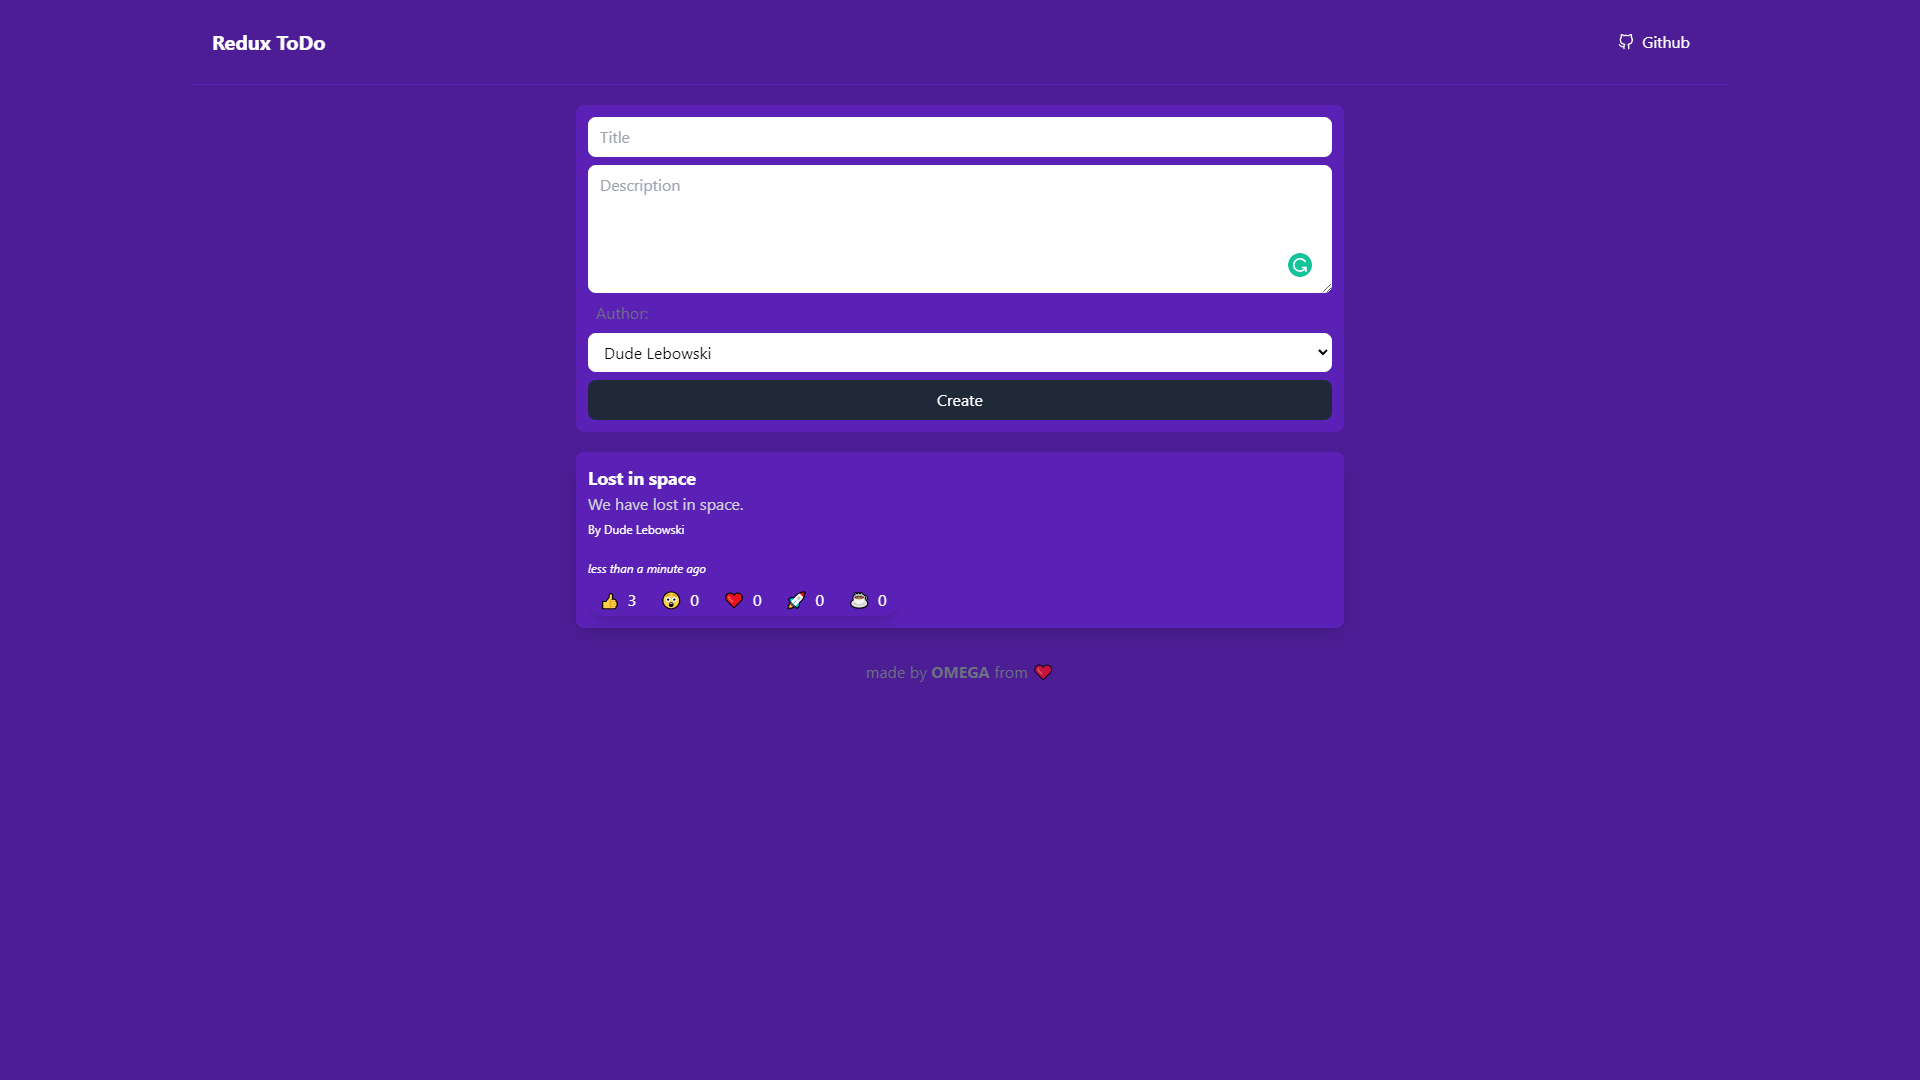 Redux ToDo
Github
Title
Description
Author:
Dude Lebowski
Create
Lost in space
We have lost in space.
By Dude Lebowski
less than a minute ago
👍 3 😮 0 ❤️ 0 🚀 0 ☕ 0
made by OMEGA from ❤️